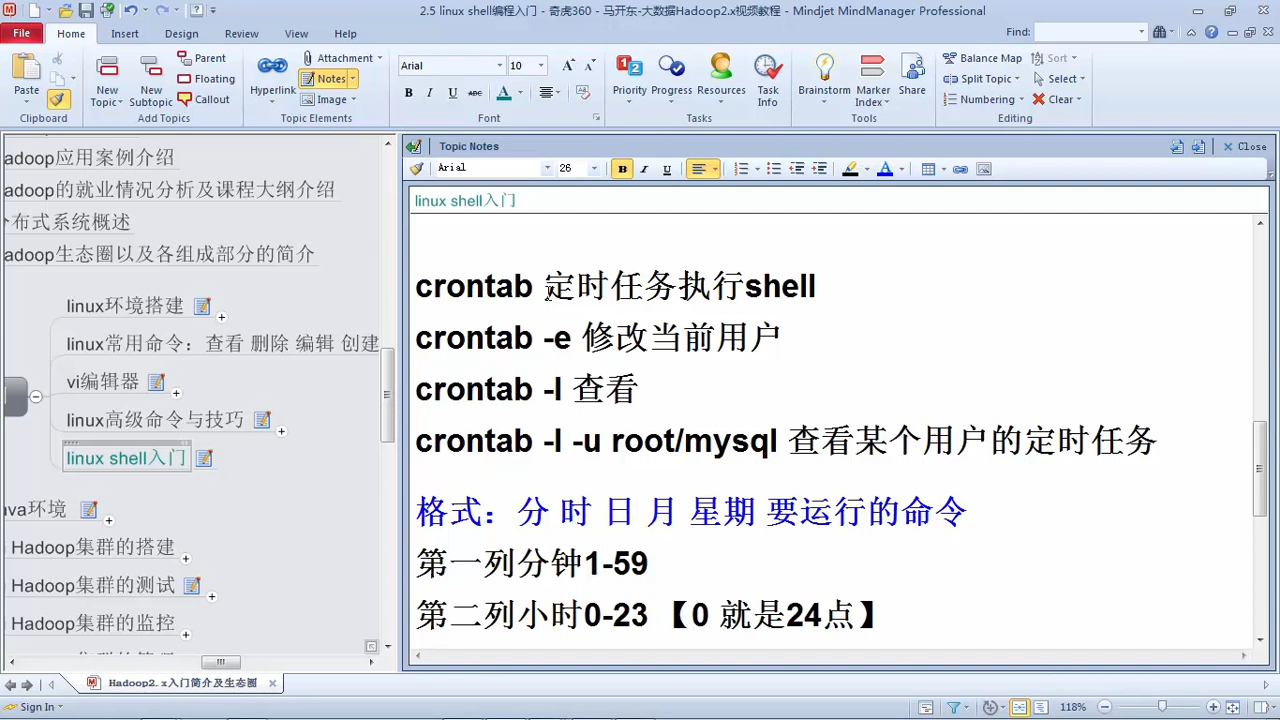 2.5 linux shell编程入门 - 奇虎360 - 马开东-大数据Hadoop2.x视频教程 - Mindjet MindManager Professional
File Home Insert Design Review View Help Find:
Paste
Clipboard
New Topic
New Subtopic
Parent
Floating
Callout
Add Topics
Hyperlink
Attachment
Notes
Image
Topic Elements
Arial 10
Font
Priority
Progress
Resources
Task Info
Tasks
Brainstorm
Marker Index
Share
Tools
Balance Map
Split Topic
Numbering
Sort
Select
Clear
Editing
adoop应用案例介绍
adoop的就业情况分析及课程大纲介绍
布式系统概述
adoop生态圈以及各组成部分的简介
linux环境搭建
linux常用命令：查看 删除 编辑 创建
vi编辑器
linux高级命令与技巧
linux shell入门
va环境
Hadoop集群的搭建
Hadoop集群的测试
Hadoop集群的监控
Topic Notes Close
Arial 26
linux shell入门
crontab 定时任务执行shell
crontab -e 修改当前用户
crontab -l 查看
crontab -l -u root/mysql 查看某个用户的定时任务
格式：分 时 日 月 星期 要运行的命令
第一列分钟1-59
第二列小时0-23 【0 就是24点】
Hadoop2.x入门简介及生态圈
Sign In 118%